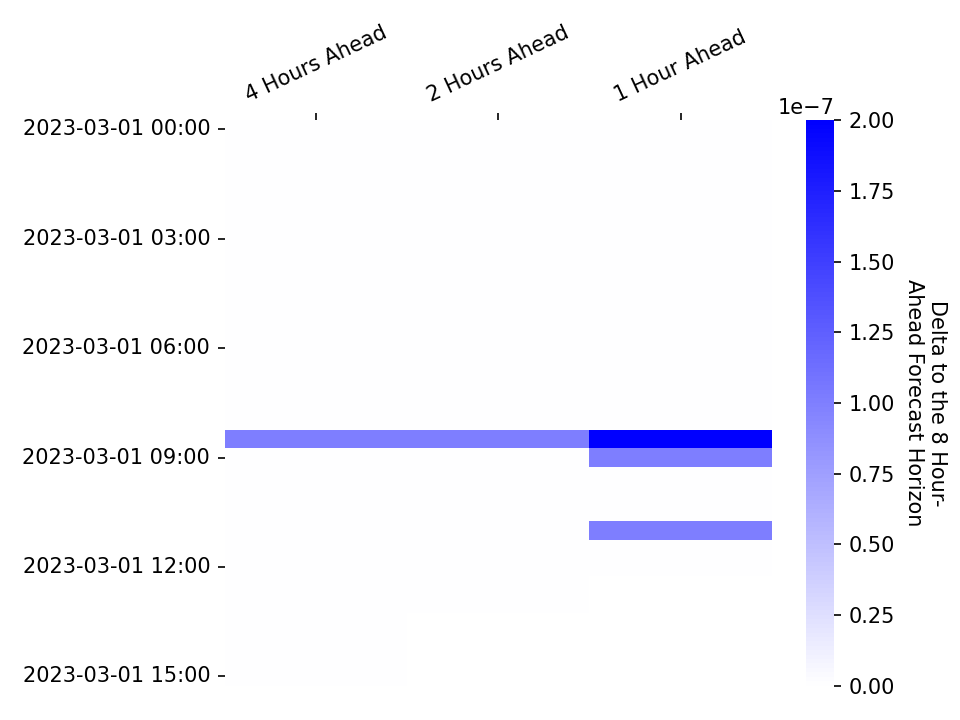 4 Hours Ahead
2 Hours Ahead
1 Hour Ahead
2023-03-01 00:00
2023-03-01 03:00
2023-03-01 06:00
2023-03-01 09:00
2023-03-01 12:00
2023-03-01 15:00
1e−7
2.00
1.75
1.50
1.25
1.00
0.75
0.50
0.25
0.00
Delta to the 8 Hour-
Ahead Forecast Horizon